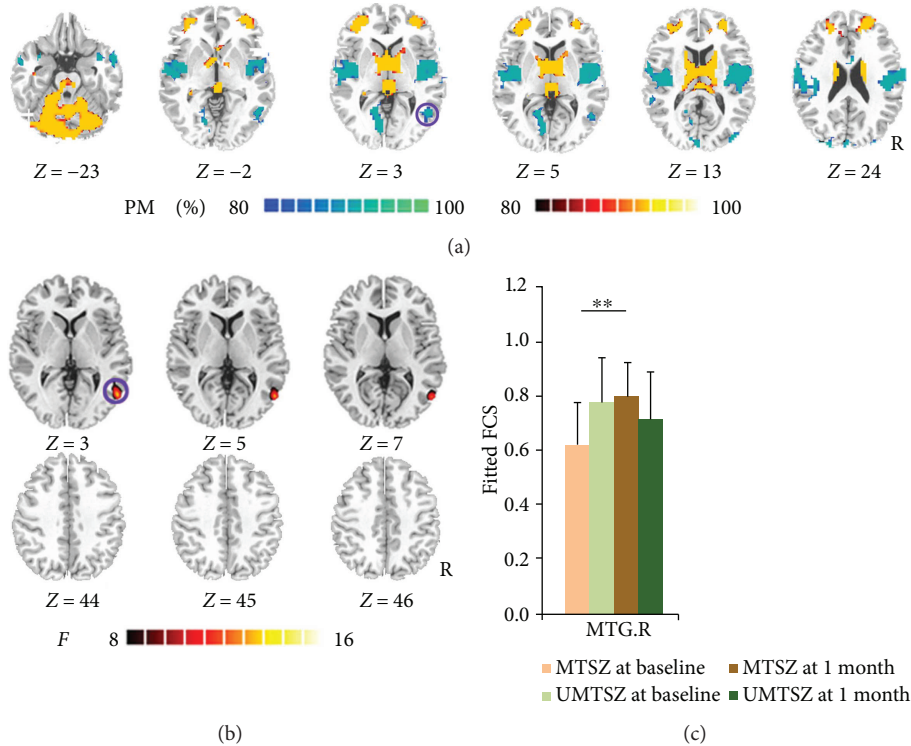 Z = −23 Z = −2 Z = 3 Z = 5 Z = 13 Z = 24
R
PM (%) 80 100 80 100
(a)
Z = 3 Z = 5 Z = 7
Z = 44 Z = 45 Z = 46
R
F 8 16
(b)
Fitted FCS
1.2
1.0
0.8
0.6
0.4
0.2
0.0
**
MTG.R
MTSZ at baseline MTSZ at 1 month
UMTSZ at baseline UMTSZ at 1 month
(c)